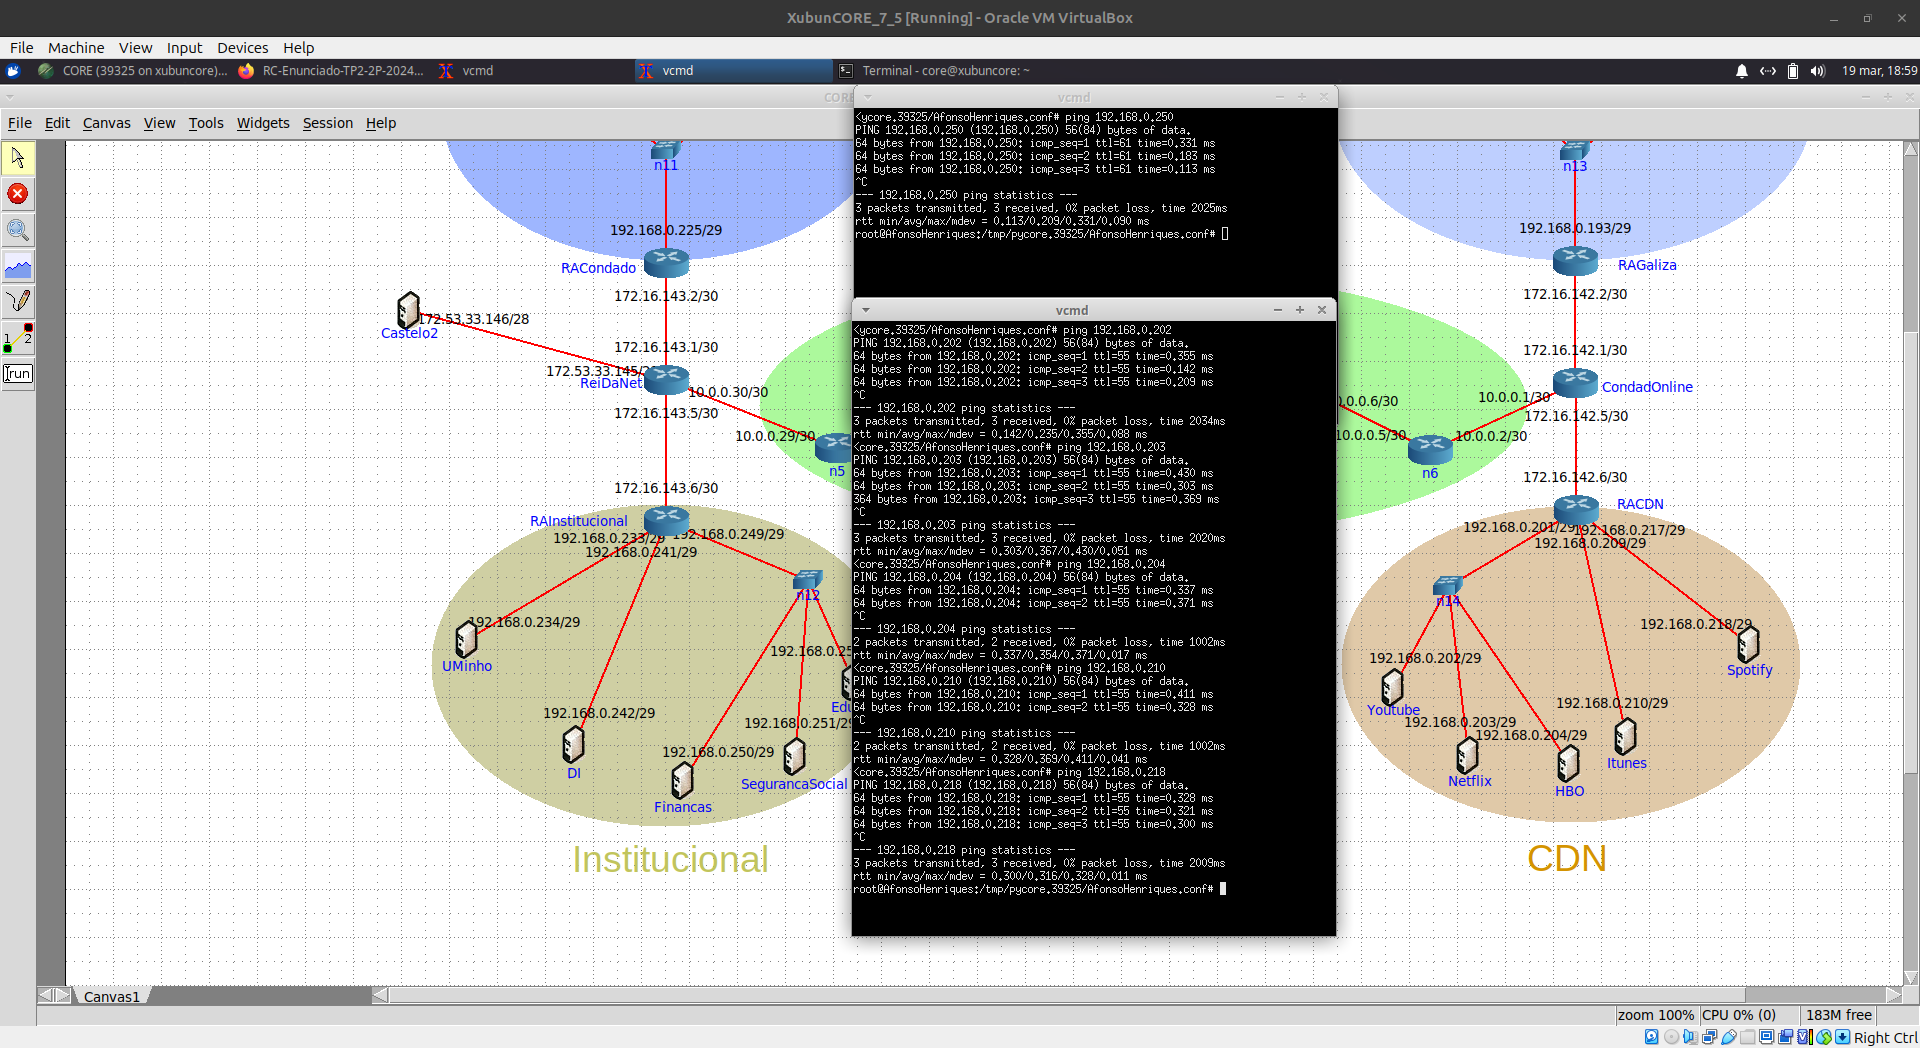 XubunCORE_7_5 [Running] - Oracle VM VirtualBox
File Machine View Input Devices Help
CORE (39325 on xubuncore)... RC-Enunciado-TP2-2P-2024... vcmd vcmd Terminal - core@xubuncore: ~ 19 mar, 18:59
CORE
File Edit Canvas View Tools Widgets Session Help
vcmd
<ycore.39325/AfonsoHenriques.conf# ping 192.168.0.250
PING 192.168.0.250 (192.168.0.250) 56(84) bytes of data.
64 bytes from 192.168.0.250: icmp_seq=1 ttl=61 time=0.331 ms
64 bytes from 192.168.0.250: icmp_seq=2 ttl=61 time=0.183 ms
64 bytes from 192.168.0.250: icmp_seq=3 ttl=61 time=0.113 ms
^C
--- 192.168.0.250 ping statistics ---
3 packets transmitted, 3 received, 0% packet loss, time 2025ms
rtt min/avg/max/mdev = 0.113/0.209/0.331/0.090 ms
root@AfonsoHenriques:/tmp/pycore.39325/AfonsoHenriques.conf#
vcmd
<ycore.39325/AfonsoHenriques.conf# ping 192.168.0.202
PING 192.168.0.202 (192.168.0.202) 56(84) bytes of data.
64 bytes from 192.168.0.202: icmp_seq=1 ttl=55 time=0.355 ms
64 bytes from 192.168.0.202: icmp_seq=2 ttl=55 time=0.142 ms
64 bytes from 192.168.0.202: icmp_seq=3 ttl=55 time=0.209 ms
^C
--- 192.168.0.202 ping statistics ---
3 packets transmitted, 3 received, 0% packet loss, time 2034ms
rtt min/avg/max/mdev = 0.142/0.235/0.355/0.088 ms
<core.39325/AfonsoHenriques.conf# ping 192.168.0.203
PING 192.168.0.203 (192.168.0.203) 56(84) bytes of data.
64 bytes from 192.168.0.203: icmp_seq=1 ttl=55 time=0.430 ms
64 bytes from 192.168.0.203: icmp_seq=2 ttl=55 time=0.303 ms
364 bytes from 192.168.0.203: icmp_seq=3 ttl=55 time=0.369 ms
^C
--- 192.168.0.203 ping statistics ---
3 packets transmitted, 3 received, 0% packet loss, time 2020ms
rtt min/avg/max/mdev = 0.303/0.367/0.430/0.051 ms
<core.39325/AfonsoHenriques.conf# ping 192.168.0.204
PING 192.168.0.204 (192.168.0.204) 56(84) bytes of data.
64 bytes from 192.168.0.204: icmp_seq=1 ttl=55 time=0.337 ms
64 bytes from 192.168.0.204: icmp_seq=2 ttl=55 time=0.371 ms
^C
--- 192.168.0.204 ping statistics ---
2 packets transmitted, 2 received, 0% packet loss, time 1002ms
rtt min/avg/max/mdev = 0.337/0.354/0.371/0.017 ms
<core.39325/AfonsoHenriques.conf# ping 192.168.0.210
PING 192.168.0.210 (192.168.0.210) 56(84) bytes of data.
64 bytes from 192.168.0.210: icmp_seq=1 ttl=55 time=0.411 ms
64 bytes from 192.168.0.210: icmp_seq=2 ttl=55 time=0.328 ms
^C
--- 192.168.0.210 ping statistics ---
2 packets transmitted, 2 received, 0% packet loss, time 1002ms
rtt min/avg/max/mdev = 0.328/0.369/0.411/0.041 ms
<core.39325/AfonsoHenriques.conf# ping 192.168.0.218
PING 192.168.0.218 (192.168.0.218) 56(84) bytes of data.
64 bytes from 192.168.0.218: icmp_seq=1 ttl=55 time=0.328 ms
64 bytes from 192.168.0.218: icmp_seq=2 ttl=55 time=0.321 ms
64 bytes from 192.168.0.218: icmp_seq=3 ttl=55 time=0.300 ms
^C
--- 192.168.0.218 ping statistics ---
3 packets transmitted, 3 received, 0% packet loss, time 2009ms
rtt min/avg/max/mdev = 0.300/0.316/0.328/0.011 ms
root@AfonsoHenriques:/tmp/pycore.39325/AfonsoHenriques.conf#
run
n11
192.168.0.225/29
RACondado
172.16.143.2/30
172.53.33.146/28
Castelo2
172.16.143.1/30
172.53.33.145/2
ReiDaNet
10.0.0.30/30
172.16.143.5/30
10.0.0.29/30
n5
172.16.143.6/30
RAInstitucional
192.168.0.233/29
192.168.0.249/29
192.168.0.241/29
n12
192.168.0.234/29
UMinho
192.168.0.25
Edu
192.168.0.242/29
DI
192.168.0.251/29
192.168.0.250/29
SegurancaSocial
Financas
Institucional
n13
192.168.0.193/29
RAGaliza
172.16.142.2/30
172.16.142.1/30
CondadOnline
10.0.0.1/30
.0.0.6/30
172.16.142.5/30
10.0.0.5/30
10.0.0.2/30
n6
172.16.142.6/30
RACDN
192.168.0.201/29
192.168.0.217/29
192.168.0.209/29
n14
192.168.0.218/29
Spotify
192.168.0.202/29
Youtube
192.168.0.210/29
192.168.0.203/29
192.168.0.204/29
Itunes
Netflix
HBO
CDN
Canvas1
zoom 100% CPU 0% (0) 183M free
Right Ctrl